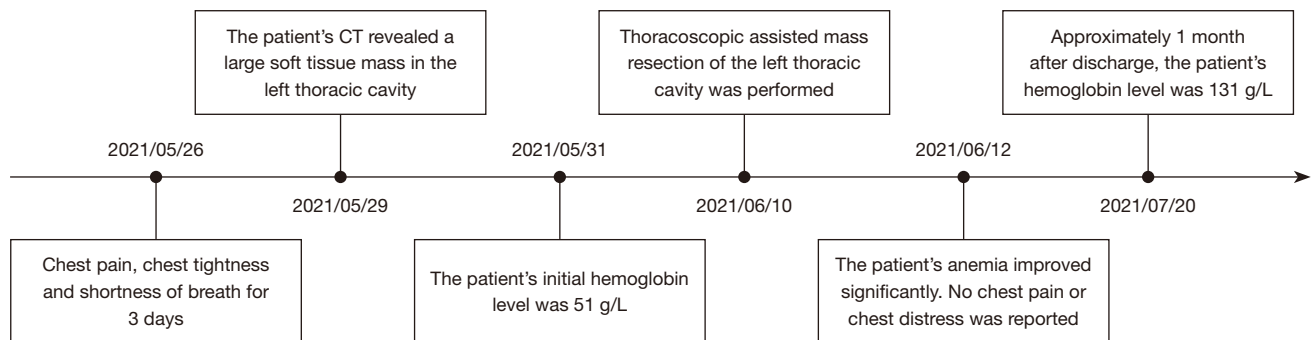 The patient's CT revealed a
large soft tissue mass in the
left thoracic cavity
Thoracoscopic assisted mass
resection of the left thoracic
cavity was performed
Approximately 1 month
after discharge, the patient's
hemoglobin level was 131 g/L
2021/05/26
2021/05/31
2021/06/12
2021/05/29
2021/06/10
2021/07/20
Chest pain, chest tightness
and shortness of breath for
3 days
The patient's initial hemoglobin
level was 51 g/L
The patient's anemia improved
significantly. No chest pain or
chest distress was reported